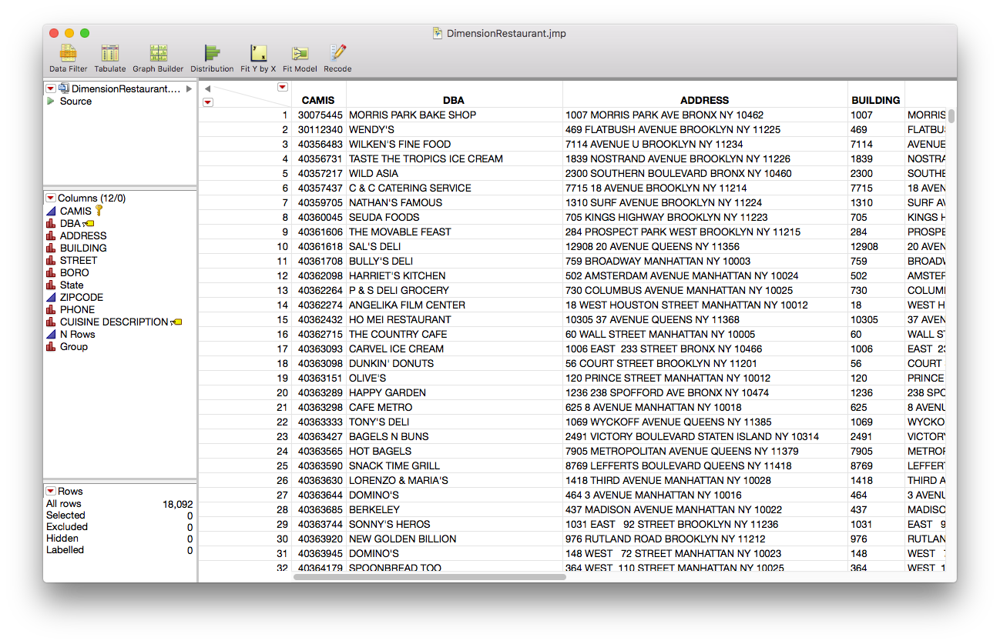 DimensionRestaurant.jmp
Data Filter Tabulate Graph Builder Distribution Fit Y by X Fit Model Recode
DimensionRestaurant....
Source
Columns (12/0)
CAMIS
DBA
ADDRESS
BUILDING
STREET
BORO
State
ZIPCODE
PHONE
CUISINE DESCRIPTION
N Rows
Group
Rows
All rows 18,092
Selected 0
Excluded 0
Hidden 0
Labelled 0
CAMIS DBA ADDRESS BUILDING
1 30075445 MORRIS PARK BAKE SHOP 1007 MORRIS PARK AVE BRONX NY 10462 1007 MORRIS
2 30112340 WENDY'S 469 FLATBUSH AVENUE BROOKLYN NY 11225 469 FLATBU
3 40356483 WILKEN'S FINE FOOD 7114 AVENUE U BROOKLYN NY 11234 7114 AVENUE
4 40356731 TASTE THE TROPICS ICE CREAM 1839 NOSTRAND AVENUE BROOKLYN NY 11226 1839 NOSTRA
5 40357217 WILD ASIA 2300 SOUTHERN BOULEVARD BRONX NY 10460 2300 SOUTHE
6 40357437 C & C CATERING SERVICE 7715 18 AVENUE BROOKLYN NY 11214 7715 18 AVEN
7 40359705 NATHAN'S FAMOUS 1310 SURF AVENUE BROOKLYN NY 11224 1310 SURF AV
8 40360045 SEUDA FOODS 705 KINGS HIGHWAY BROOKLYN NY 11223 705 KINGS H
9 40361606 THE MOVABLE FEAST 284 PROSPECT PARK WEST BROOKLYN NY 11215 284 PROSPE
10 40361618 SAL'S DELI 12908 20 AVENUE QUEENS NY 11356 12908 20 AVEN
11 40361708 BULLY'S DELI 759 BROADWAY MANHATTAN NY 10003 759 BROADW
12 40362098 HARRIET'S KITCHEN 502 AMSTERDAM AVENUE MANHATTAN NY 10024 502 AMSTER
13 40362264 P & S DELI GROCERY 730 COLUMBUS AVENUE MANHATTAN NY 10025 730 COLUMB
14 40362274 ANGELIKA FILM CENTER 18 WEST HOUSTON STREET MANHATTAN NY 10012 18 WEST H
15 40362432 HO MEI RESTAURANT 10305 37 AVENUE QUEENS NY 11368 10305 37 AVEN
16 40362715 THE COUNTRY CAFE 60 WALL STREET MANHATTAN NY 10005 60 WALL ST
17 40363093 CARVEL ICE CREAM 1006 EAST 233 STREET BRONX NY 10466 1006 EAST 23
18 40363098 DUNKIN' DONUTS 56 COURT STREET BROOKLYN NY 11201 56 COURT
19 40363151 OLIVE'S 120 PRINCE STREET MANHATTAN NY 10012 120 PRINCE
20 40363289 HAPPY GARDEN 1236 238 SPOFFORD AVE BRONX NY 10474 1236 238 SPO
21 40363298 CAFE METRO 625 8 AVENUE MANHATTAN NY 10018 625 8 AVENU
22 40363333 TONY'S DELI 1069 WYCKOFF AVENUE QUEENS NY 11385 1069 WYCKO
23 40363427 BAGELS N BUNS 2491 VICTORY BOULEVARD STATEN ISLAND NY 10314 2491 VICTORY
24 40363565 HOT BAGELS 7905 METROPOLITAN AVENUE QUEENS NY 11379 7905 METROP
25 40363590 SNACK TIME GRILL 8769 LEFFERTS BOULEVARD QUEENS NY 11418 8769 LEFFERT
26 40363630 LORENZO & MARIA'S 1418 THIRD AVENUE MANHATTAN NY 10028 1418 THIRD A
27 40363644 DOMINO'S 464 3 AVENUE MANHATTAN NY 10016 464 3 AVENU
28 40363685 BERKELEY 437 MADISON AVENUE MANHATTAN NY 10022 437 MADISO
29 40363744 SONNY'S HEROS 1031 EAST 92 STREET BROOKLYN NY 11236 1031 EAST 9
30 40363920 NEW GOLDEN BILLION 976 RUTLAND ROAD BROOKLYN NY 11212 976 RUTLAN
31 40363945 DOMINO'S 148 WEST 72 STREET MANHATTAN NY 10023 148 WEST 7
32 40364179 SPOONBREAD TOO 364 WEST 110 STREET MANHATTAN NY 10025 364 WEST 1